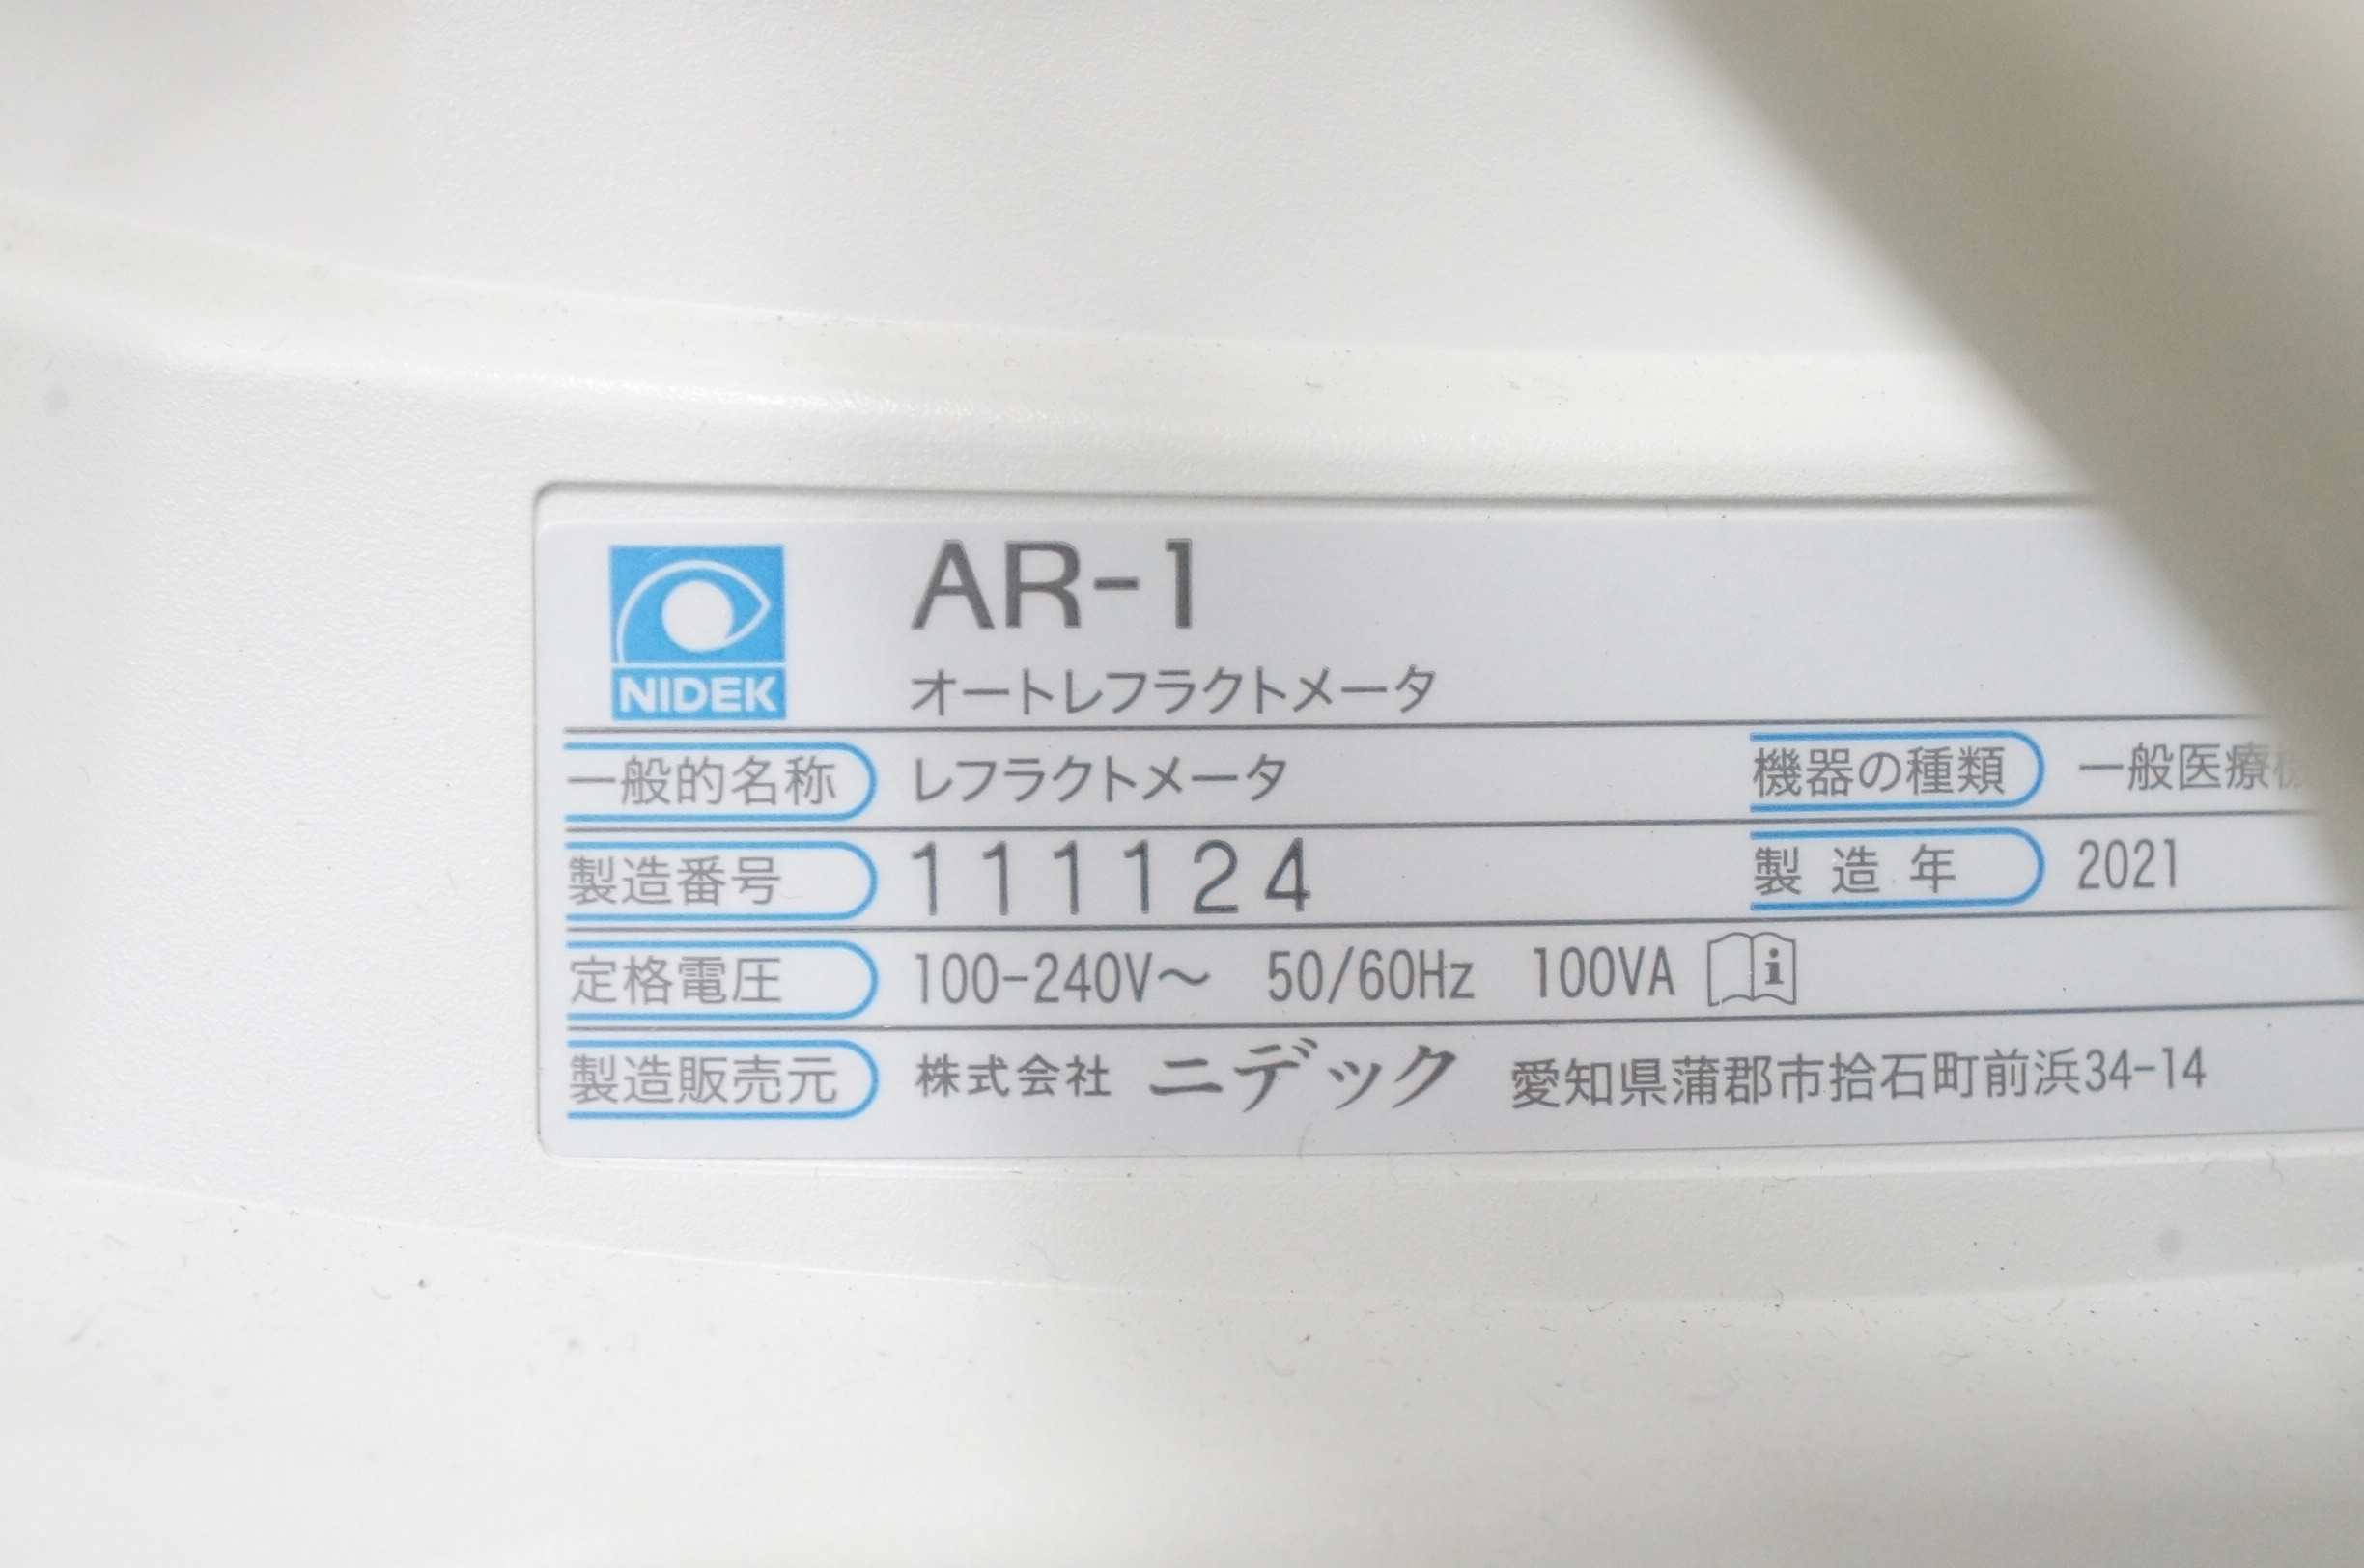 NIDEK
AR-1
オートレフラクトメータ
一般的名称 レフラクトメータ 機器の種類 一般医療
製造番号 111124 製造年 2021
定格電圧 100-240V〜 50/60Hz 100VA i
製造販売元 株式会社 ニデック 愛知県蒲郡市拾石町前浜34-14